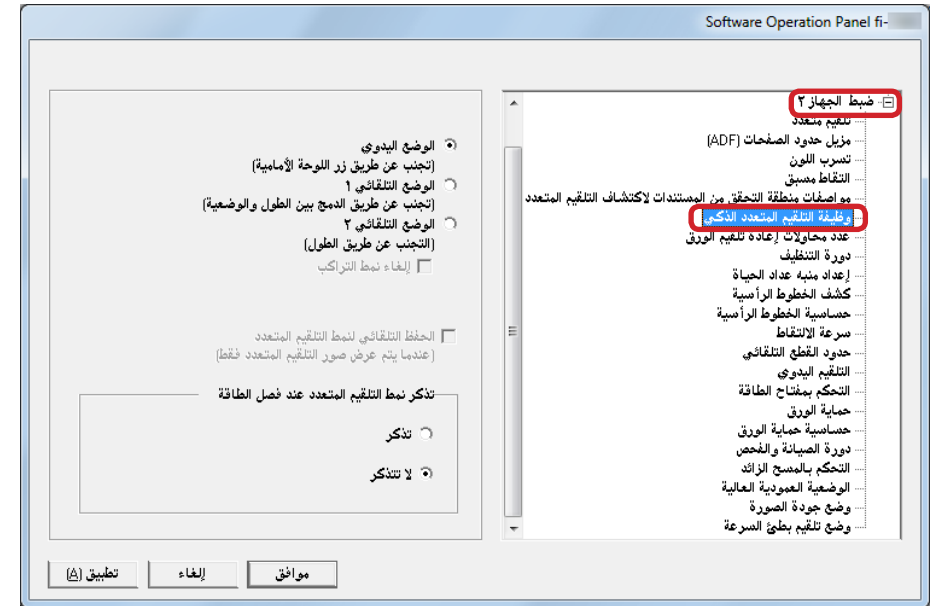 Software Operation Panel fi-
ضبط الجهاز ٢
تلقيم متعدد
مزيل حدود الصفحات (ADF)
تسرب اللون
التقاط مسبق
مواصفات منطقة التحقق من المستندات لاكتشاف التلقيم المتعدد
وظيفة التلقيم المتعدد الذكي
عدد محاولات إعادة تلقيم الورق
دورة التنظيف
إعداد منبه عداد الحياة
كشف الخطوط الرأسية
حساسية الخطوط الرأسية
سرعة الالتقاط
حدود القطع التلقائي
التلقيم اليدوي
التحكم بمفتاح الطاقة
حماية الورق
حساسية حماية الورق
دورة الصيانة والفحص
التحكم بالمسح الزائد
الوضعية العمودية العالية
وضع جودة الصورة
وضع تلقيم بطئ السرعة
الوضع اليدوي
(تجنب عن طريق زر اللوحة الأمامية)
الوضع التلقائي ١
(تجنب عن طريق الدمج بين الطول والوضعية)
الوضع التلقائي ٢
(التجنب عن طريق الطول)
إلغاء نمط التراكب
الحفظ التلقائي لنمط التلقيم المتعدد
(عندما يتم عرض صور التلقيم المتعدد فقط)
تذكر نمط التلقيم المتعدد عند فصل الطاقة
تذكر
لا تتذكر
موافق
إلغاء
تطبيق (A)